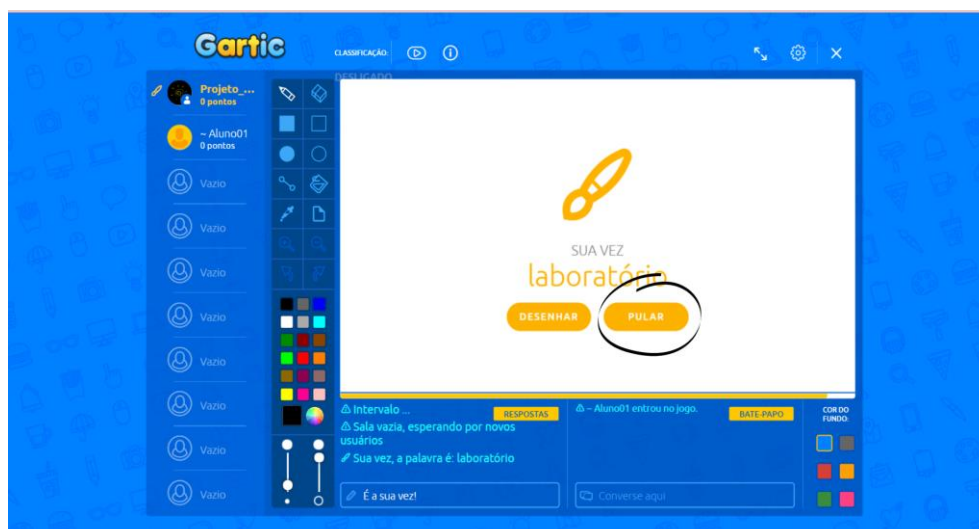 Gartic
CLASSIFICAÇÃO:
DESLIGADO
Projeto_...
0 pontos
~ Aluno01
0 pontos
Vazio
Vazio
Vazio
Vazio
Vazio
Vazio
Vazio
Vazio
SUA VEZ
laboratório
DESENHAR
PULAR
Intervalo ...
RESPOSTAS
Sala vazia, esperando por novos
usuários
Sua vez, a palavra é: laboratório
É a sua vez!
~ Aluno01 entrou no jogo.
BATE-PAPO
Converse aqui
COR DO
FUNDO: